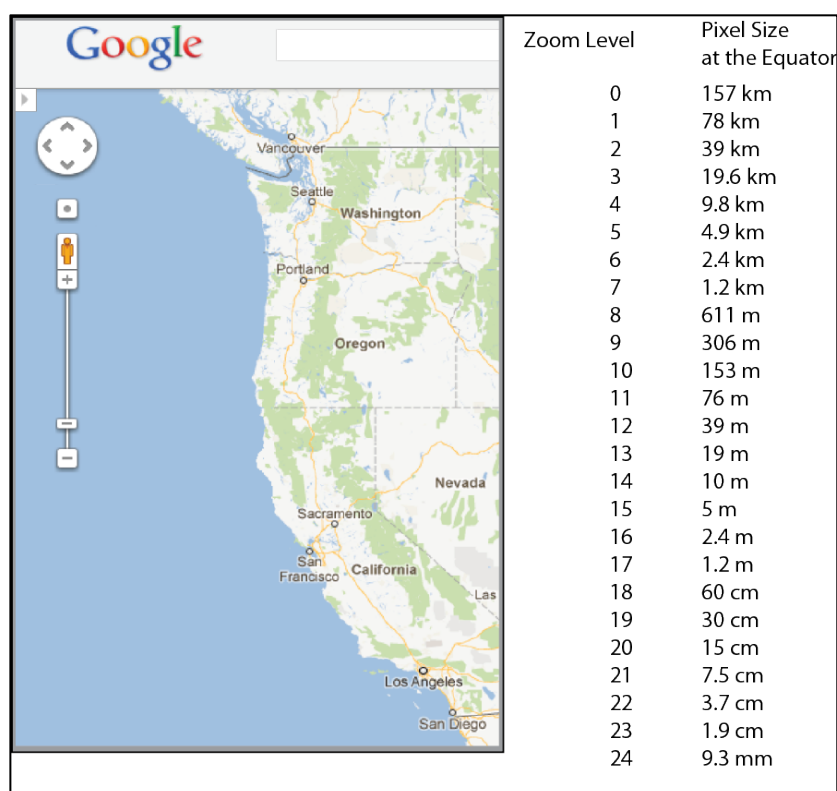 Google
Vancouver
Seattle
Washington
Portland
Oregon
Nevada
Sacramento
San
Francisco
California
Las
Los Angeles
San Diego
Zoom Level Pixel Size
at the Equator
0 157 km
1 78 km
2 39 km
3 19.6 km
4 9.8 km
5 4.9 km
6 2.4 km
7 1.2 km
8 611 m
9 306 m
10 153 m
11 76 m
12 39 m
13 19 m
14 10 m
15 5 m
16 2.4 m
17 1.2 m
18 60 cm
19 30 cm
20 15 cm
21 7.5 cm
22 3.7 cm
23 1.9 cm
24 9.3 mm